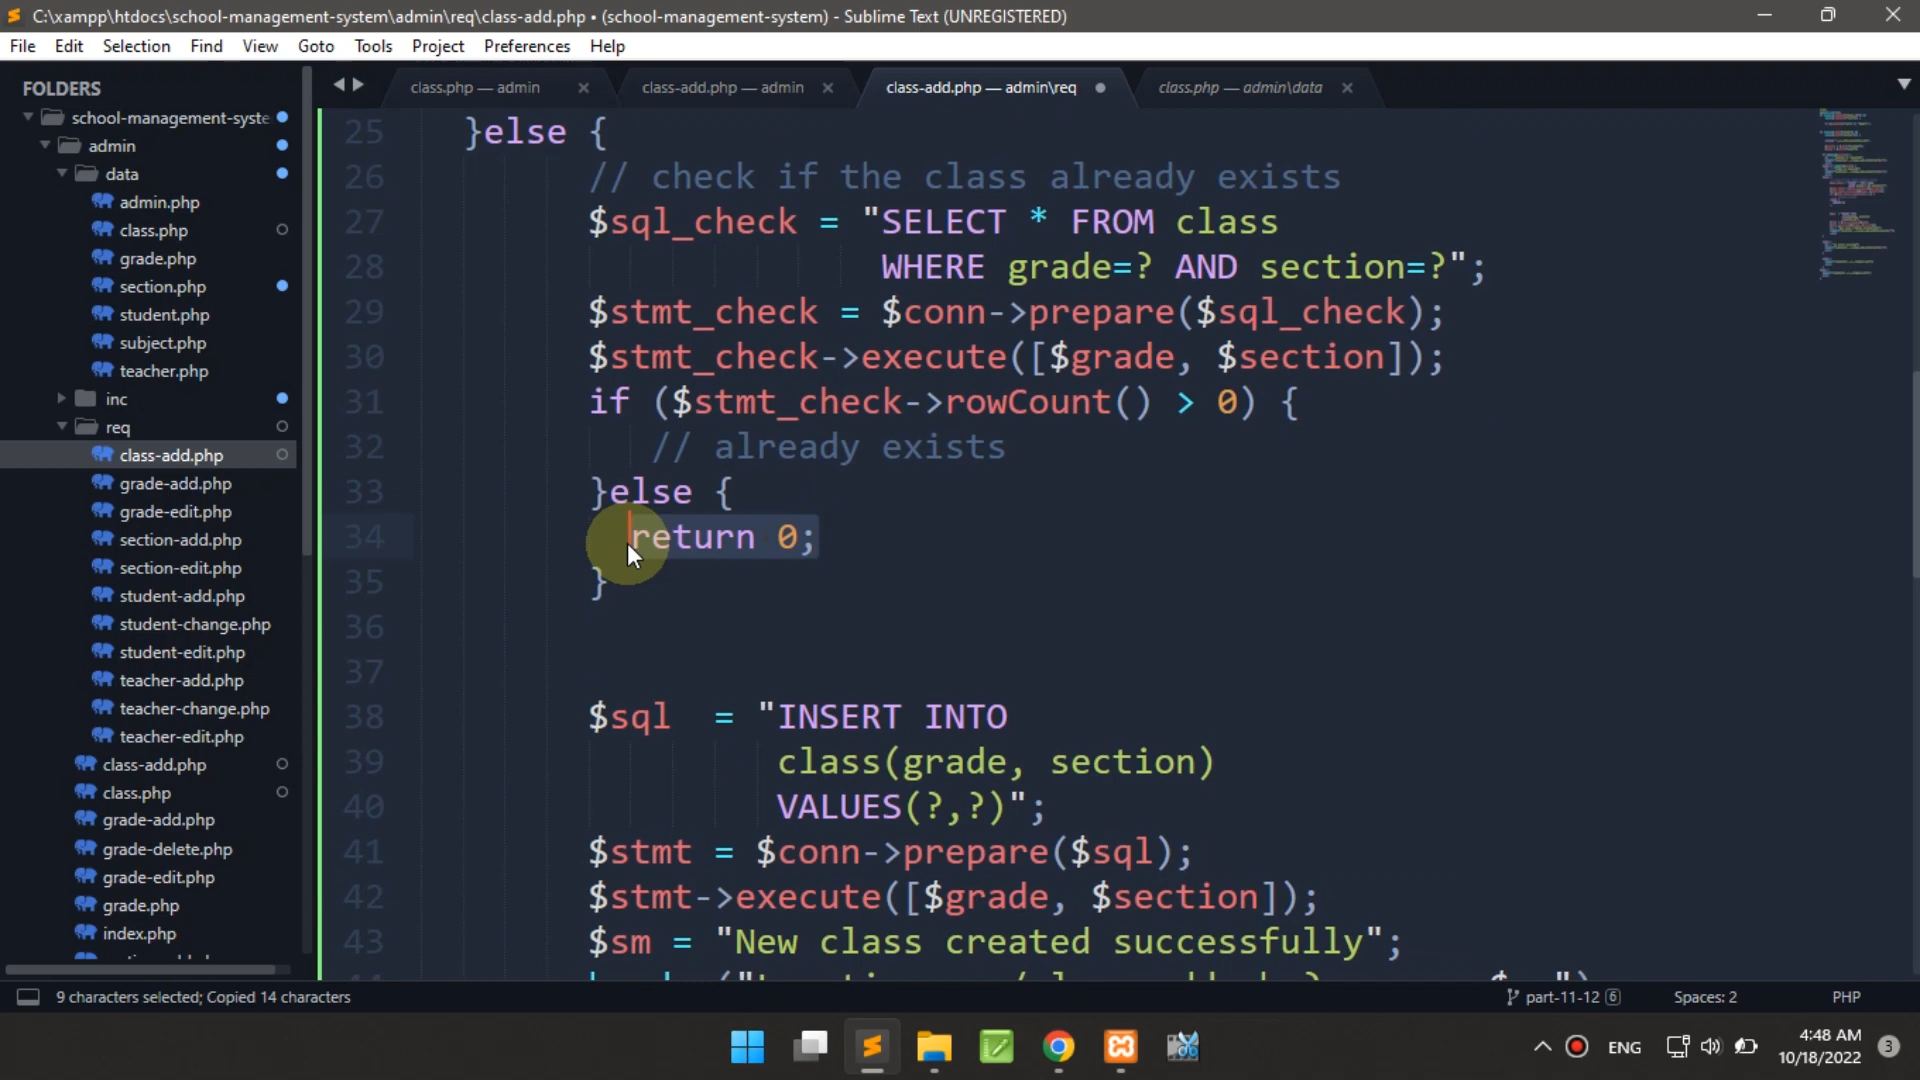 C:\xampp\htdocs\school-management-system\admin\req\class-add.php • (school-management-system) - Sublime Text (UNREGISTERED)
File Edit Selection Find View Goto Tools Project Preferences Help
FOLDERS
school-management-syste
admin
data
admin.php
class.php
grade.php
section.php
student.php
subject.php
teacher.php
inc
req
class-add.php
grade-add.php
grade-edit.php
section-add.php
section-edit.php
student-add.php
student-change.php
student-edit.php
teacher-add.php
teacher-change.php
teacher-edit.php
class-add.php
class.php
grade-add.php
grade-delete.php
grade-edit.php
grade.php
index.php
class.php — admin
class-add.php — admin
class-add.php — admin\req
class.php — admin\data
25 }else {
26 // check if the class already exists
27 $sql_check = "SELECT * FROM class
28 WHERE grade=? AND section=?";
29 $stmt_check = $conn->prepare($sql_check);
30 $stmt_check->execute([$grade, $section]);
31 if ($stmt_check->rowCount() > 0) {
32 // already exists
33 }else {
34 return 0;
35 }
36
37
38 $sql = "INSERT INTO
39 class(grade, section)
40 VALUES(?,?)";
41 $stmt = $conn->prepare($sql);
42 $stmt->execute([$grade, $section]);
43 $sm = "New class created successfully";
9 characters selected; Copied 14 characters
part-11-12 6
Spaces: 2
PHP
ENG
4:48 AM
10/18/2022
3